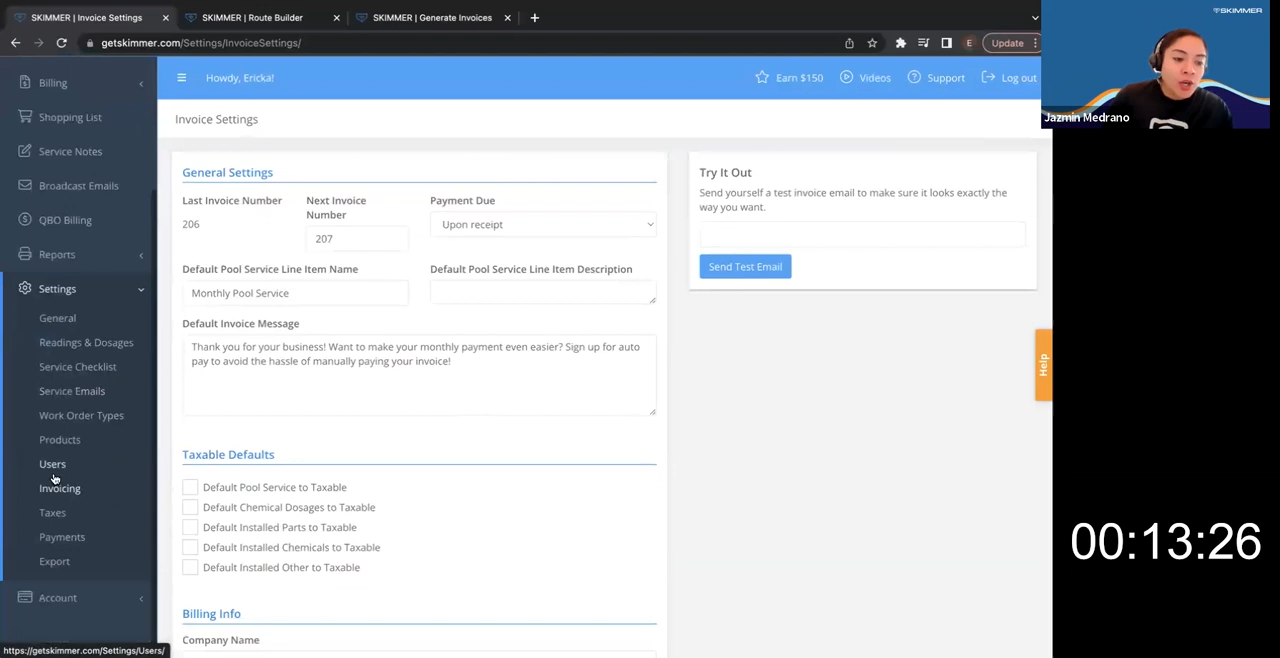 SKIMMER | Invoice Settings
SKIMMER | Route Builder
SKIMMER | Generate Invoices
getskimmer.com/Settings/InvoiceSettings/
E
Update
SKIMMER
Jazmin Medrano
Billing
Shopping List
Service Notes
Broadcast Emails
QBO Billing
Reports
Settings
General
Readings & Dosages
Service Checklist
Service Emails
Work Order Types
Products
Users
Invoicing
Taxes
Payments
Export
Account
https://getskimmer.com/Settings/Users/
Howdy, Ericka!
Earn $150
Videos
Support
Log out
Invoice Settings
General Settings
Last Invoice Number
206
Next Invoice
Number
207
Payment Due
Upon receipt
Default Pool Service Line Item Name
Monthly Pool Service
Default Pool Service Line Item Description
Default Invoice Message
Thank you for your business! Want to make your monthly payment even easier? Sign up for auto
pay to avoid the hassle of manually paying your invoice!
Taxable Defaults
Default Pool Service to Taxable
Default Chemical Dosages to Taxable
Default Installed Parts to Taxable
Default Installed Chemicals to Taxable
Default Installed Other to Taxable
Billing Info
Company Name
Try It Out
Send yourself a test invoice email to make sure it looks exactly the
way you want.
Send Test Email
Help
00:13:26